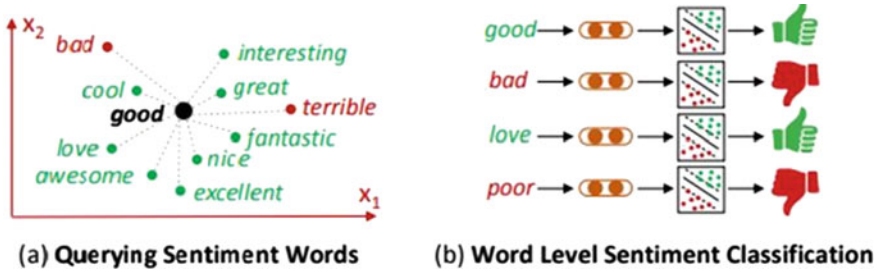 X2
bad
interesting
cool
great
good
terrible
love
fantastic
nice
awesome
excellent
X1
(a) Querying Sentiment Words
good
bad
love
poor
(b) Word Level Sentiment Classification